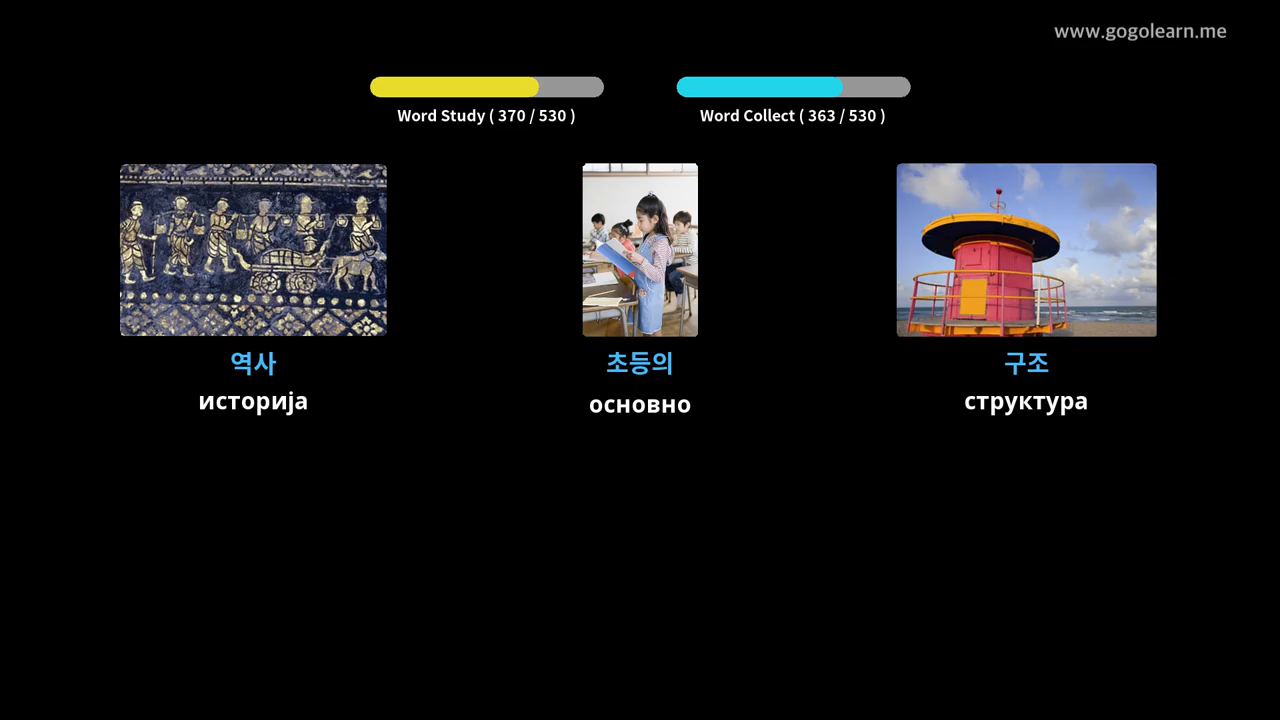 www.gogolearn.me
Word Study ( 370 / 530 )
Word Collect ( 363 / 530 )
역사
초등의
구조
историја
основно
структура